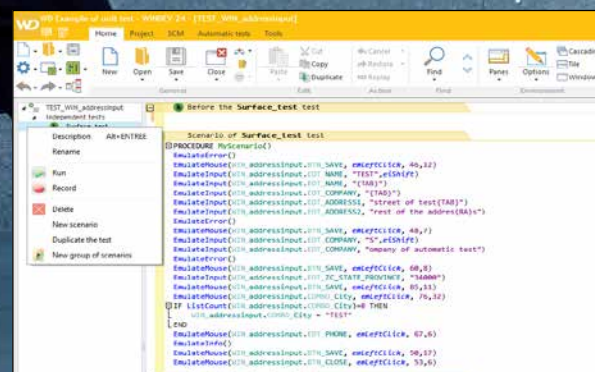 WD Example of unit test - WINDEV 24 - [TEST_WIN_addressInput]
Home Project SCM Automatic tests Tools
New Open Save Close Paste Cut Copy Duplicate Cancel Restore Replay Find Panes Options Cascading Tile Window
General Edit Action Find Environment
TEST_WIN_addressInput
Independent tests
Surface_test
Description Alt+ENTREE
Rename
Run
Record
Delete
New scenario
Duplicate the test
New group of scenarios
Before the Surface_test test
Scenario of Surface_test test
PROCEDURE MyScenario()
EmulateError()
EmulateMouse(WIN_addressinput.BTN_SAVE, emLeftClick, 46,12)
EmulateInput(WIN_addressinput.EDT_NAME, "TEST",eiShift)
EmulateInput(WIN_addressinput.EDT_NAME, "{TAB}")
EmulateInput(WIN_addressinput.EDT_COMPANY, "{TAB}")
EmulateInput(WIN_addressinput.EDT_ADDRESS1, "street of test{TAB}")
EmulateInput(WIN_addressinput.EDT_ADDRESS2, "rest of the addres{RA}s")
EmulateError()
EmulateMouse(WIN_addressinput.BTN_SAVE, emLeftClick, 48,7)
EmulateInput(WIN_addressinput.EDT_COMPANY, "S",eiShift)
EmulateInput(WIN_addressinput.EDT_COMPANY, "ompany of automatic test")
EmulateError()
EmulateMouse(WIN_addressinput.BTN_SAVE, emLeftClick, 60,8)
EmulateInput(WIN_addressinput.EDT_ZC_STATE_PROVINCE, "34000")
EmulateMouse(WIN_addressinput.BTN_SAVE, emLeftClick, 85,11)
EmulateMouse(WIN_addressinput.COMBO_City, emLeftClick, 76,32)
IF ListCount(WIN_addressinput.COMBO_City)=0 THEN
WIN_addressinput.COMBO_City = "TEST"
END
EmulateMouse(WIN_addressinput.EDT_PHONE, emLeftClick, 67,6)
EmulateInfo()
EmulateMouse(WIN_addressinput.BTN_SAVE, emLeftClick, 50,17)
EmulateMouse(WIN_addressinput.BTN_CLOSE, emLeftClick, 53,6)